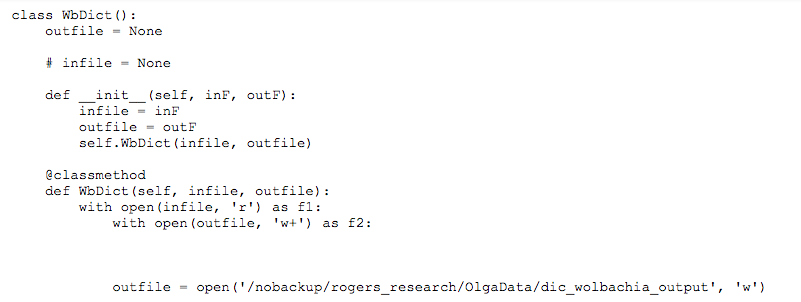 class WbDict():
    outfile = None

    # infile = None

    def __init__(self, inF, outF):
        infile = inF
        outfile = outF
        self.WbDict(infile, outfile)

    @classmethod
    def WbDict(self, infile, outfile):
        with open(infile, 'r') as f1:
            with open(outfile, 'w+') as f2:



            outfile = open('/nobackup/rogers_research/OlgaData/dic_wolbachia_output', 'w')